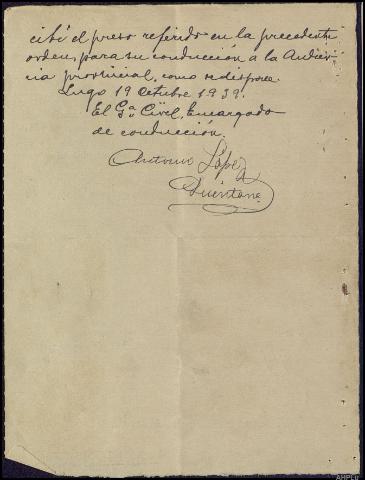 cibí el preso referido en la precedente
orden, para su conducción a la Audien
cia provincial, como se dispone.
Lugo 19 Octubre 1939.
El Ga. Civil, Encargado
de conducción.
Antonio López
Quintana
AHPLU